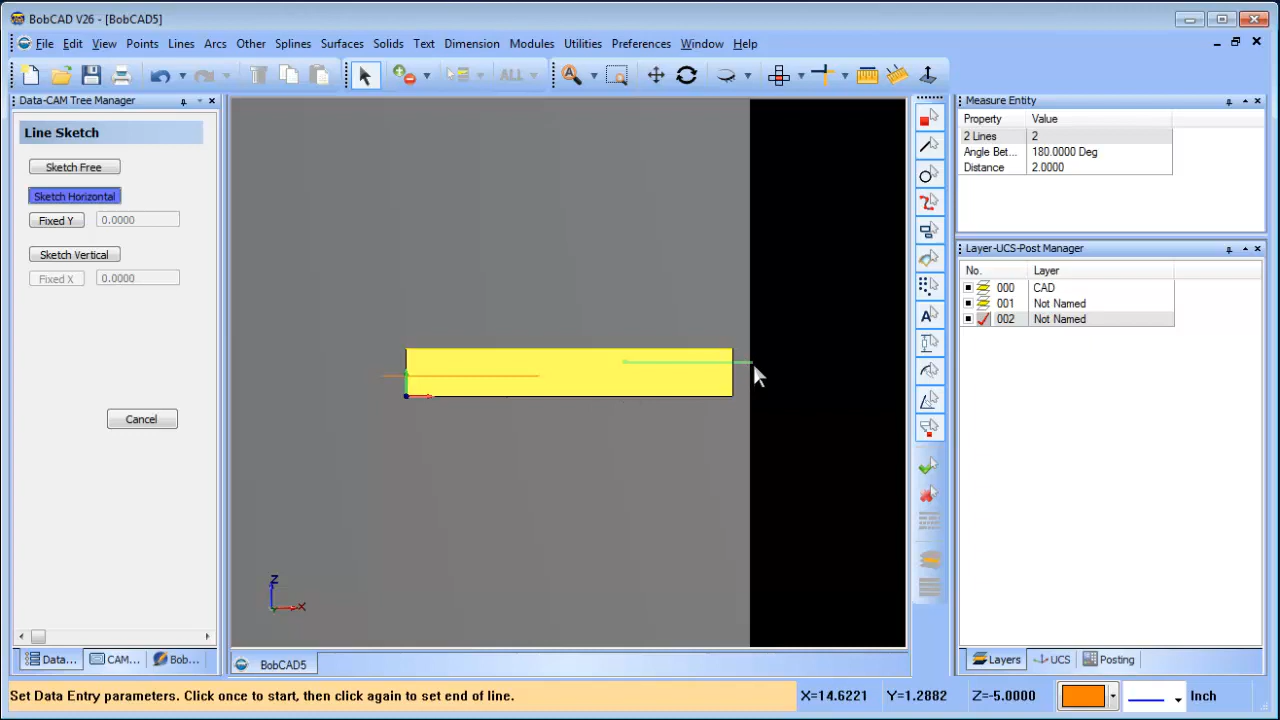 BobCAD V26 - [BobCAD5]
File Edit View Points Lines Arcs Other Splines Surfaces Solids Text Dimension Modules Utilities Preferences Window Help
ALL
Data-CAM Tree Manager
Line Sketch
Sketch Free
Sketch Horizontal
Fixed Y 0.0000
Sketch Vertical
Fixed X 0.0000
Cancel
Data... CAM... Bob...
Z
X
BobCAD5
A
Measure Entity
Property Value
2 Lines 2
Angle Bet... 180.0000 Deg
Distance 2.0000
Layer-UCS-Post Manager
No. Layer
000 CAD
001 Not Named
002 Not Named
Layers UCS Posting
Set Data Entry parameters. Click once to start, then click again to set end of line.
X=14.6221 Y=1.2882 Z=-5.0000 Inch